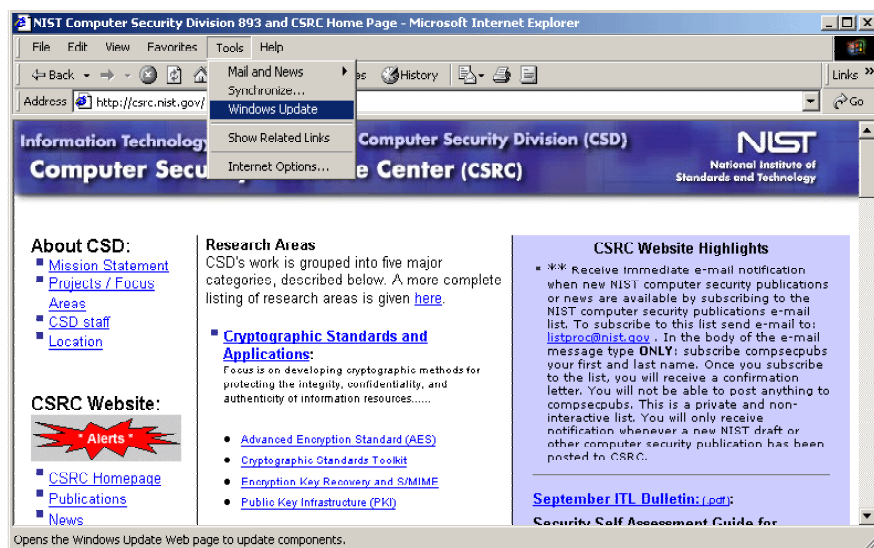 NIST Computer Security Division 893 and CSRC Home Page - Microsoft Internet Explorer
File Edit View Favorites Tools Help
Back
History
Links »
Mail and News
Synchronize...
Windows Update
Show Related Links
Internet Options...
Address http://csrc.nist.gov/
Go
Information Technology Computer Security Division (CSD)
Computer Secu e Center (CSRC)
NIST
National Institute of
Standards and Technology
About CSD:
Mission Statement
Projects / Focus
Areas
CSD staff
Location
CSRC Website:
* Alerts *
CSRC Homepage
Publications
News
Research Areas
CSD's work is grouped into five major
categories, described below. A more complete
listing of research areas is given here.
Cryptographic Standards and
Applications:
Focus is on developing cryptographic methods for
protecting the integrity, confidentiality, and
authenticity of information resources......
Advanced Encryption Standard (AES)
Cryptographic Standards Toolkit
Encryption Key Recovery and S/MIME
Public Key Infrastructure (PKI)
CSRC Website Highlights
** Receive immediate e-mail notification
when new NIST computer security publications
or news are available by subscribing to the
NIST computer security publications e-mail
list. To subscribe to this list send e-mail to:
listproc@nist.gov . In the body of the e-mail
message type ONLY: subscribe compsecpubs
your first and last name. Once you subscribe
to the list, you will receive a confirmation
letter. You will not be able to post anything to
compsecpubs. This is a private and non-
interactive list. You will only receive
notification whenever a new NIST draft or
other computer security publication has been
posted to CSRC.
September ITL Bulletin: (.pdf):
Security Self Assessment Guide for
Opens the Windows Update Web page to update components.